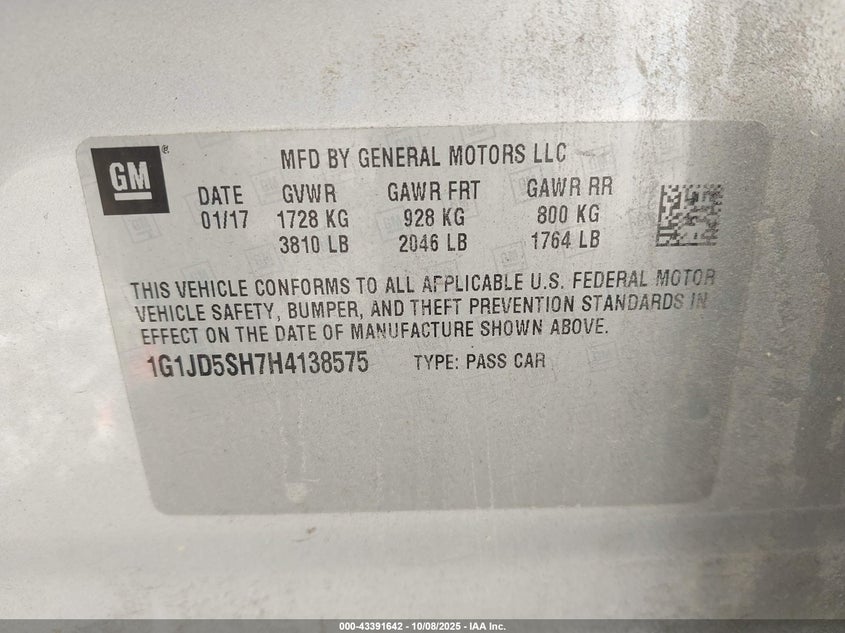 GM
MFD BY GENERAL MOTORS LLC
DATE GVWR GAWR FRT GAWR RR
01/17 1728 KG 928 KG 800 KG
3810 LB 2046 LB 1764 LB
THIS VEHICLE CONFORMS TO ALL APPLICABLE U.S. FEDERAL MOTOR
VEHICLE SAFETY, BUMPER, AND THEFT PREVENTION STANDARDS IN
EFFECT ON THE DATE OF MANUFACTURE SHOWN ABOVE.
1G1JD5SH7H4138575 TYPE: PASS CAR
000-43391642 - 10/08/2025 - IAA Inc.